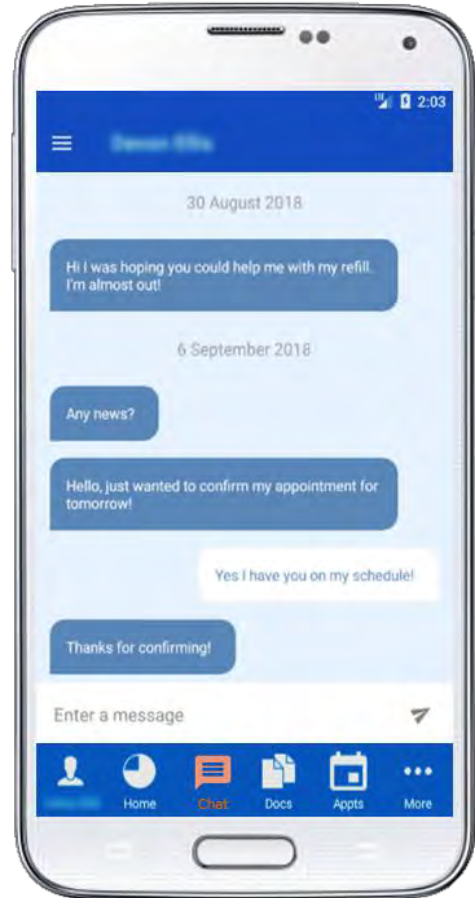 2:03
30 August 2018
Hi I was hoping you could help me with my refill.
I'm almost out!
6 September 2018
Any news?
Hello, just wanted to confirm my appointment for
tomorrow!
Yes I have you on my schedule!
Thanks for confirming!
Enter a message
Home
Chat
Docs
Appts
More